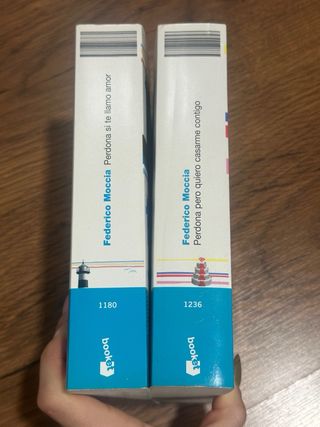 Federico Moccia Perdona si te llamo amor
1180
booket
Federico Moccia
Perdona pero quiero casarme contigo
1236
booket